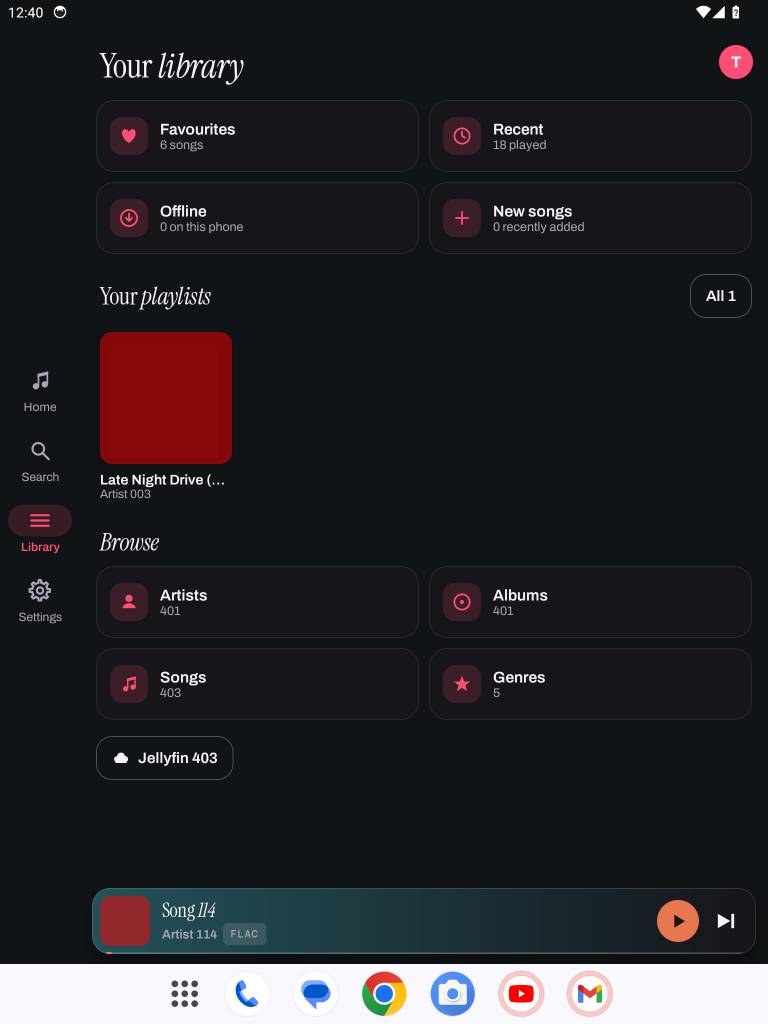 12:40
Your library
T
Favourites
6 songs
Recent
18 played
Offline
0 on this phone
New songs
0 recently added
Your playlists
All 1
Late Night Drive (...
Artist 003
Home
Search
Library
Settings
Browse
Artists
401
Albums
401
Songs
403
Genres
5
Jellyfin 403
Song 114
Artist 114
FLAC